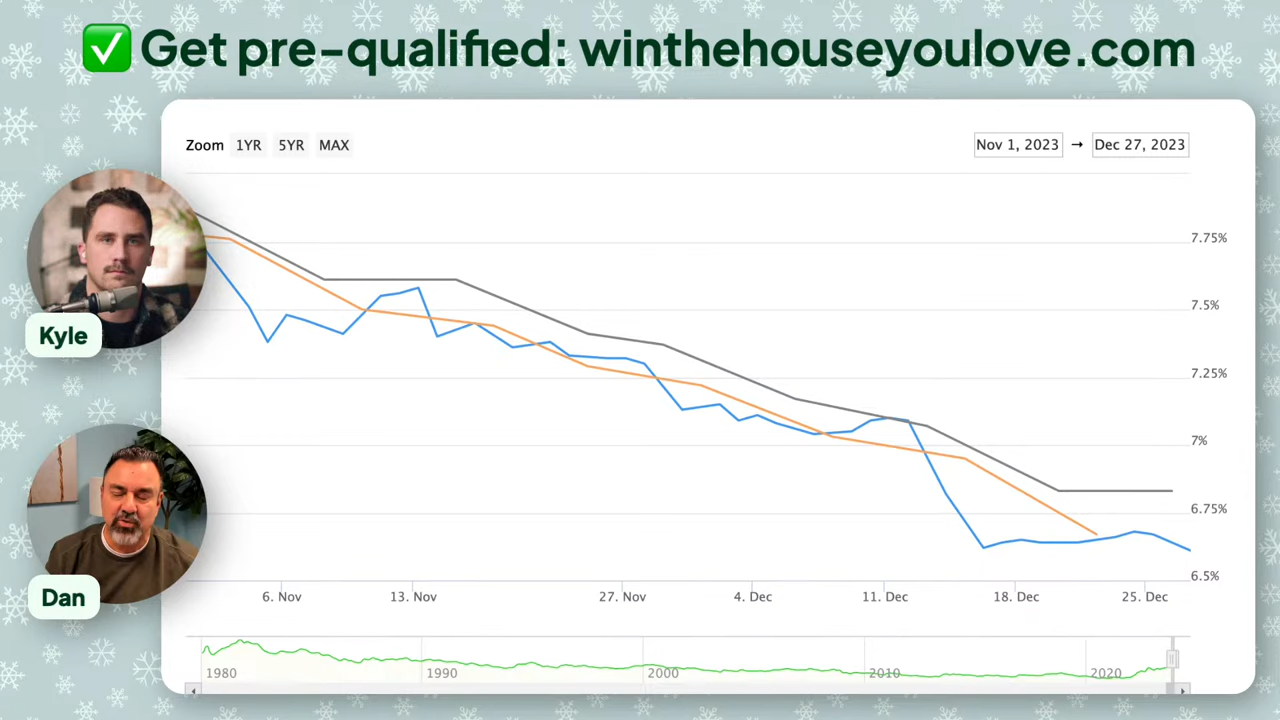 ✅ Get pre-qualified: winthehouseyoulove.com
Zoom 1YR 5YR MAX
Nov 1, 2023 → Dec 27, 2023
Kyle
Dan
7.75%
7.5%
7.25%
7%
6.75%
6.5%
6. Nov 13. Nov 27. Nov 4. Dec 11. Dec 18. Dec 25. Dec
1980 1990 2000 2010 2020